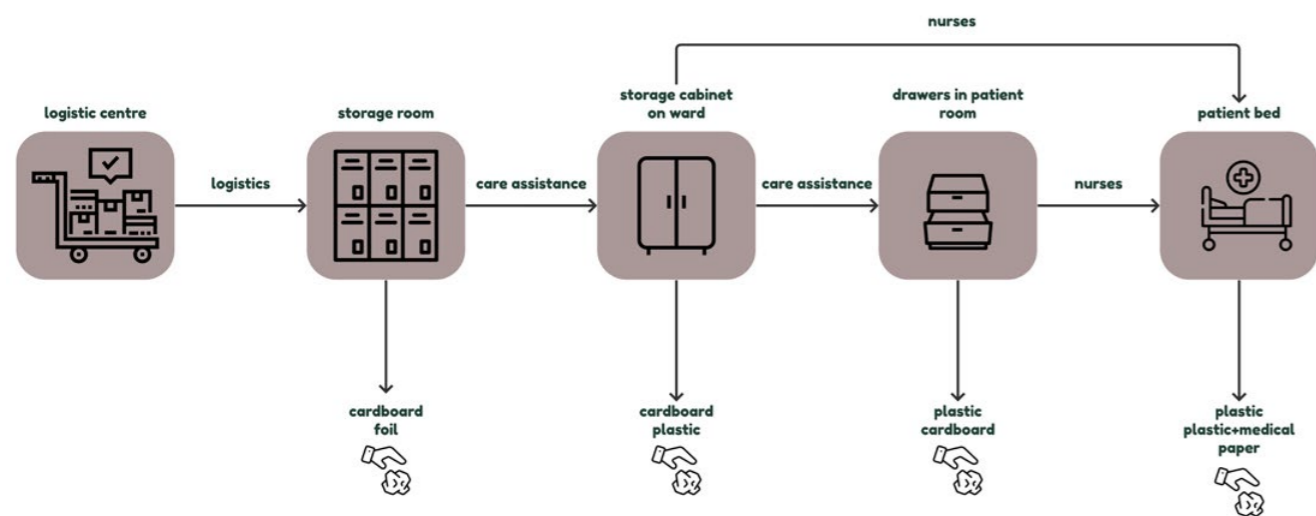 nurses
logistic centre
storage room
storage cabinet
on ward
drawers in patient
room
patient bed
logistics
care assistance
care assistance
nurses
cardboard
foil
cardboard
plastic
plastic
cardboard
plastic
plastic+medical
paper